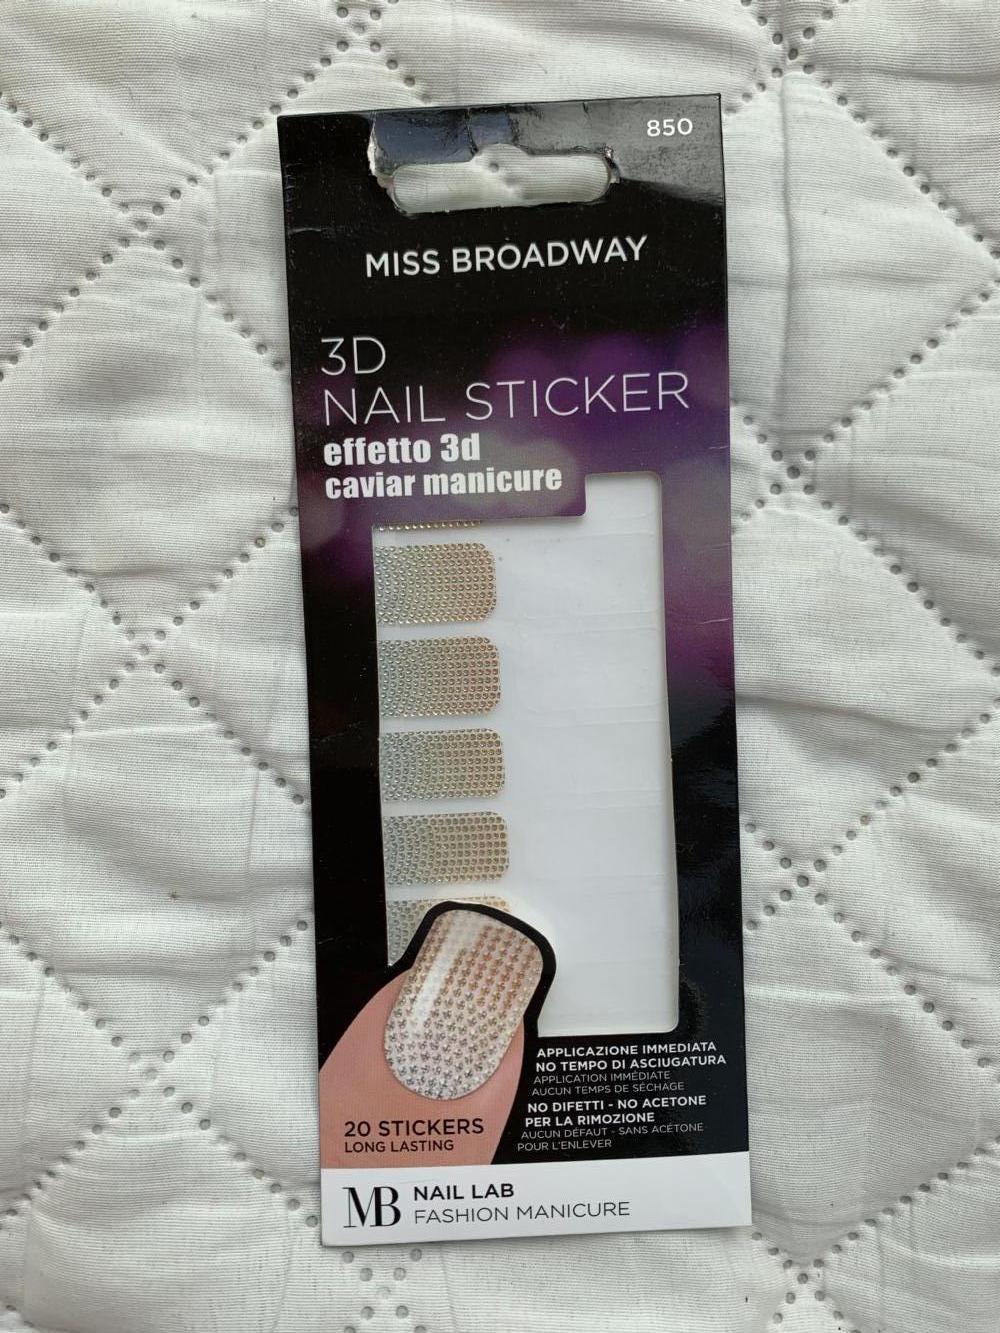 850
MISS BROADWAY
3D
NAIL STICKER
effetto 3d
caviar manicure
APPLICAZIONE IMMEDIATA
NO TEMPO DI ASCIUGATURA
APPLICATION IMMÉDIATE
AUCUN TEMPS DE SÉCHAGE
NO DIFETTI - NO ACETONE
PER LA RIMOZIONE
AUCUN DÉFAUT - SANS ACÉTONE
POUR L'ENLEVER
20 STICKERS
LONG LASTING
MB NAIL LAB
FASHION MANICURE